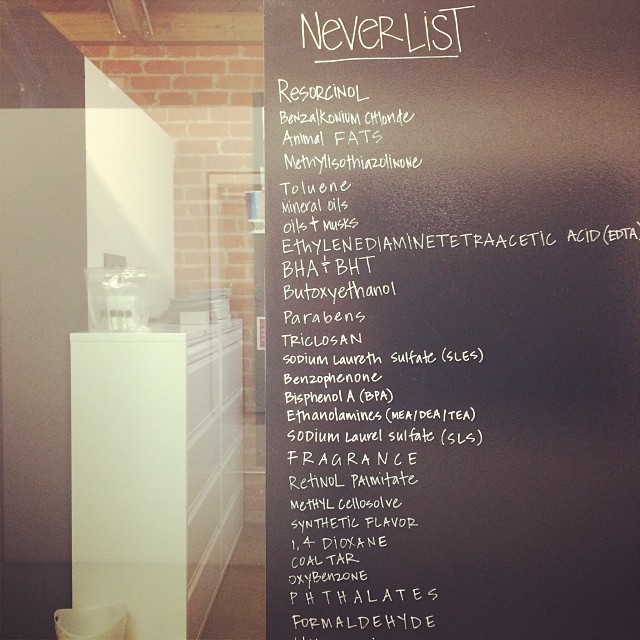 NEVER LIST
RESORCINOL
Benzalkonium Chloride
Animal FATS
Methylisothiazolinone
Toluene
Mineral oils
oils + Musks
ETHYLENEDIAMINETETRAACETIC ACID (EDTA)
BHA + BHT
Butoxyethanol
Parabens
TRICLOSAN
Sodium Laureth Sulfate (SLES)
Benzophenone
Bisphenol A (BPA)
Ethanolamines (MEA/DEA/TEA)
SODIUM Laurel Sulfate (SLS)
FRAGRANCE
RetiNOL PAlmitate
METHYL Cellosolve
SYNTHETIC FLAVOR
1,4 DIOXANE
COAL TAR
OXYBENZONE
PHTHALATES
FORMALDEHYDE